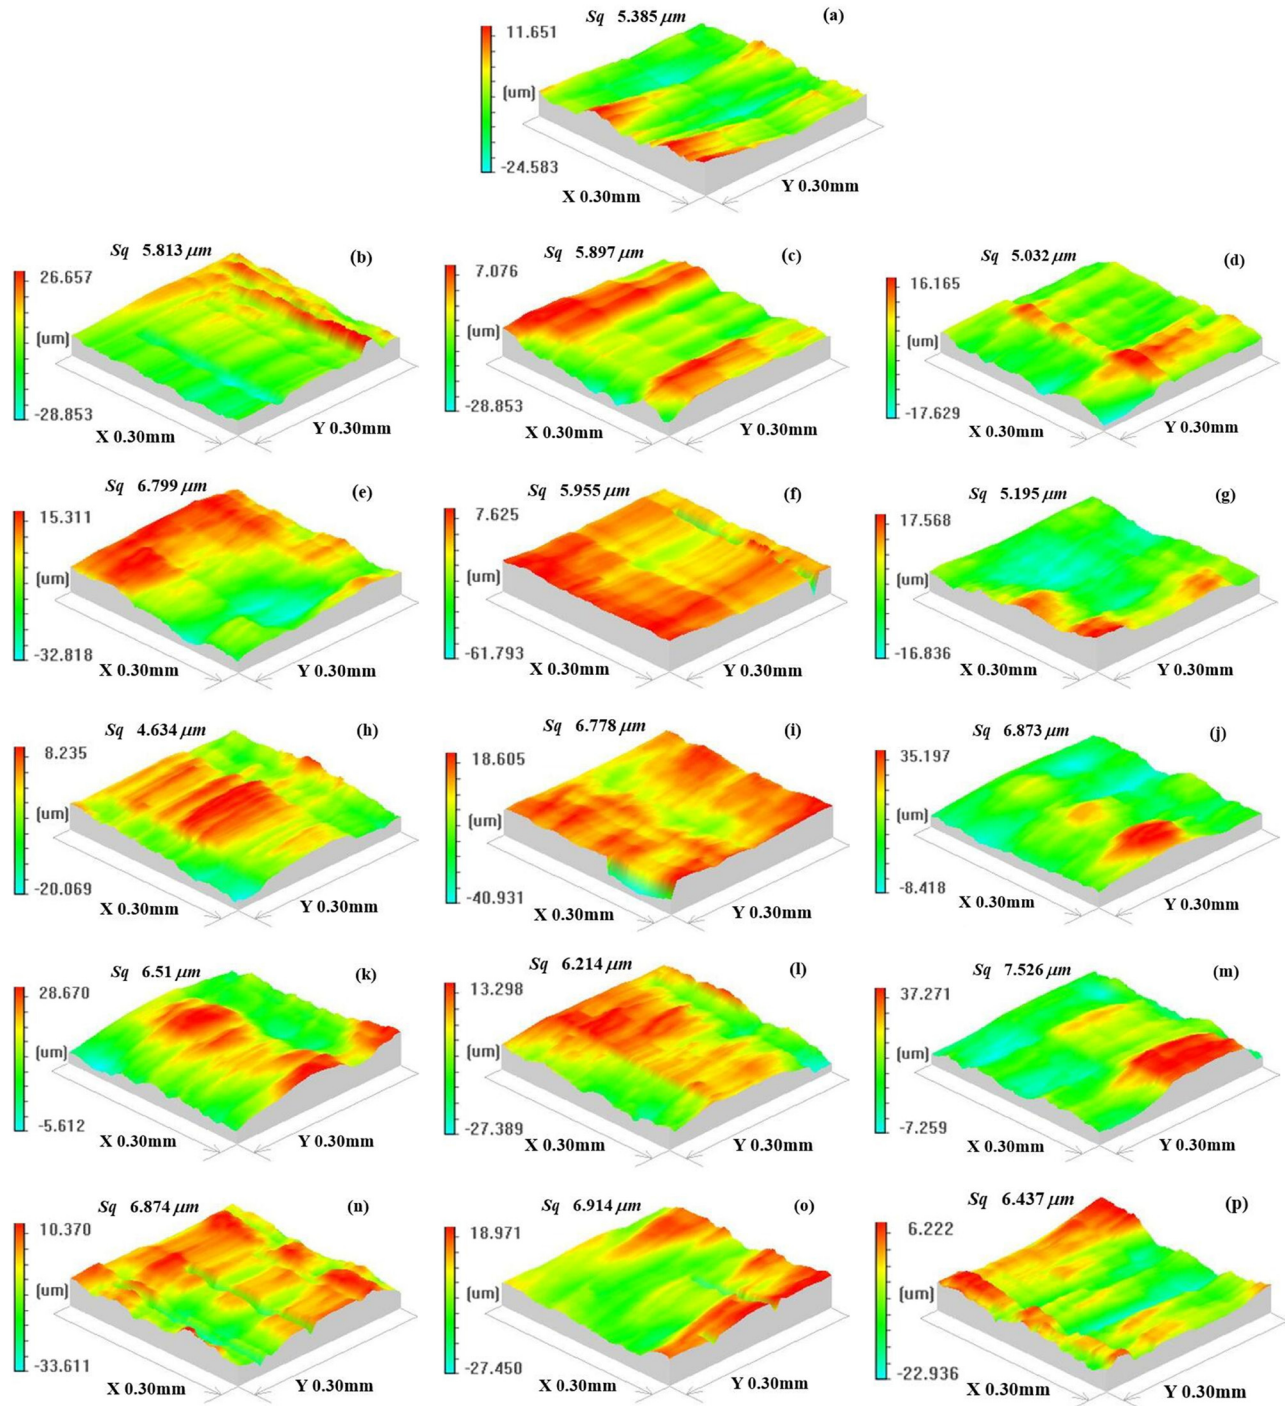 Sq 5.385 μm (a)
11.651
(um)
-24.583
X 0.30mm Y 0.30mm
Sq 5.813 μm (b)
26.657
(um)
-28.853
X 0.30mm Y 0.30mm
Sq 5.897 μm (c)
7.076
(um)
-28.853
X 0.30mm Y 0.30mm
Sq 5.032 μm (d)
16.165
(um)
-17.629
X 0.30mm Y 0.30mm
Sq 6.799 μm (e)
15.311
(um)
-32.818
X 0.30mm Y 0.30mm
Sq 5.955 μm (f)
7.625
(um)
-61.793
X 0.30mm Y 0.30mm
Sq 5.195 μm (g)
17.568
(um)
-16.836
X 0.30mm Y 0.30mm
Sq 4.634 μm (h)
8.235
(um)
-20.069
X 0.30mm Y 0.30mm
Sq 6.778 μm (i)
18.605
(um)
-40.931
X 0.30mm Y 0.30mm
Sq 6.873 μm (j)
35.197
(um)
-8.418
X 0.30mm Y 0.30mm
Sq 6.51 μm (k)
28.670
(um)
-5.612
X 0.30mm Y 0.30mm
Sq 6.214 μm (l)
13.298
(um)
-27.389
X 0.30mm Y 0.30mm
Sq 7.526 μm (m)
37.271
(um)
-7.259
X 0.30mm Y 0.30mm
Sq 6.874 μm (n)
10.370
(um)
-33.611
X 0.30mm Y 0.30mm
Sq 6.914 μm (o)
18.971
(um)
-27.450
X 0.30mm Y 0.30mm
Sq 6.437 μm (p)
6.222
(um)
-22.936
X 0.30mm Y 0.30mm